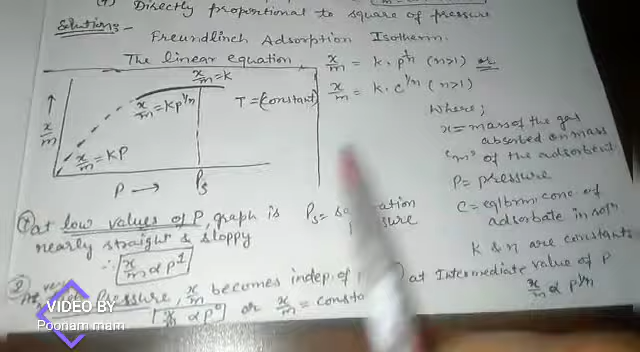 (4) Directly proportional to square of pressure
Solution :-
Freundlich Adsorption Isotherm.
The linear equation, x/m = k. p^1/n (n>1) or
x/m = k. c^1/n (n>1)
x/m = k
x/m = kp^1/n
T = (Constant)
x/m
x/m = KP
P →
Ps
Where;
x = mass of the gas
absorbed on mass
'm' of the adsorbent.
P = pressure
C = eqlbrm. conc. of
adsorbate in soln
K & n are constants
① at low values of P, graph is
nearly straight & sloppy
∴ x/m ∝ p^1
Ps =
② pressure, x/m becomes indep. of
x/m ∝ p^0 or x/m =
at Intermediate value of P
x/m ∝ p^1/n
VIDEO BY
Poonam mam